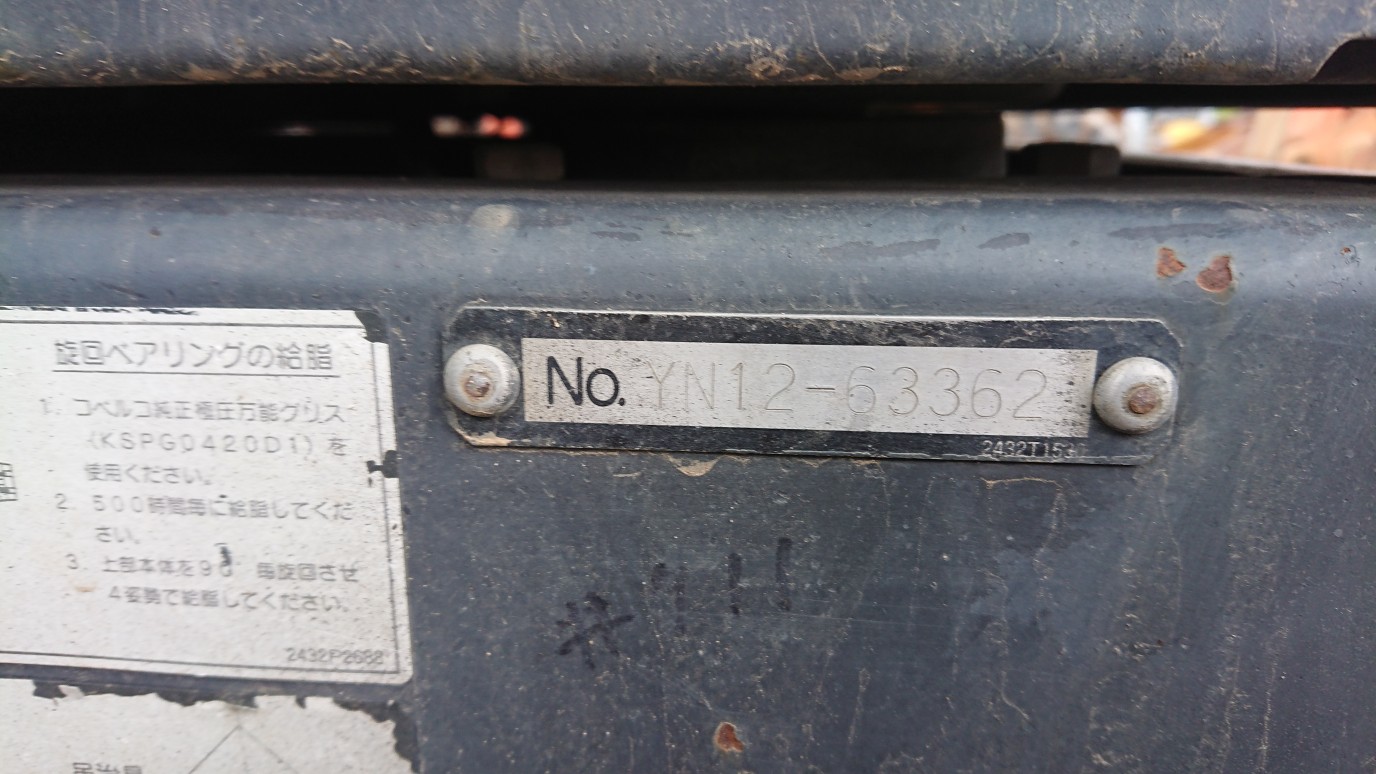 旋回ベアリングの給脂
1. コベルコ純正極圧万能グリス
(KSPG0420D1)を
使用ください。
2. 500時間毎に給脂してくだ
さい。
3. 上部本体を90° 毎旋回させ
4姿勢で給脂してください。
2432P2682
No. YN12-63362